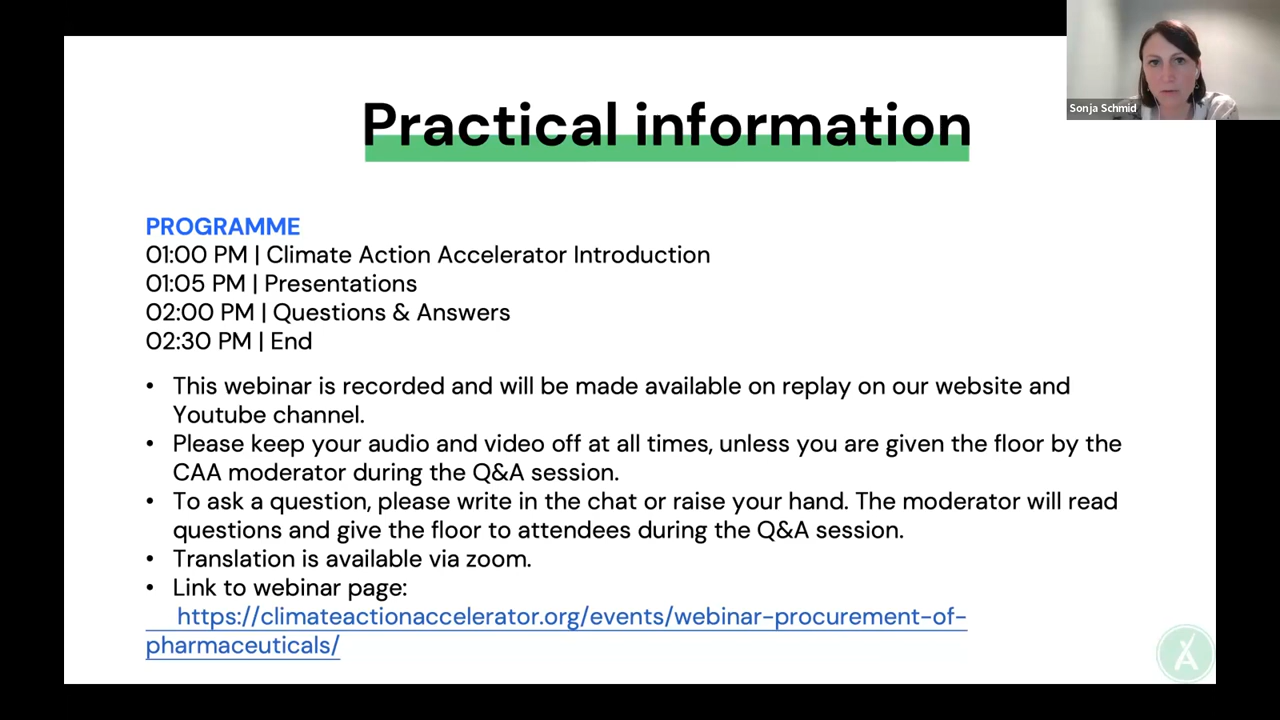 Sonja Schmid
Practical information
PROGRAMME
01:00 PM | Climate Action Accelerator Introduction
01:05 PM | Presentations
02:00 PM | Questions & Answers
02:30 PM | End
• This webinar is recorded and will be made available on replay on our website and
Youtube channel.
• Please keep your audio and video off at all times, unless you are given the floor by the
CAA moderator during the Q&A session.
• To ask a question, please write in the chat or raise your hand. The moderator will read
questions and give the floor to attendees during the Q&A session.
• Translation is available via zoom.
• Link to webinar page:
https://climateactionaccelerator.org/events/webinar-procurement-of-
pharmaceuticals/